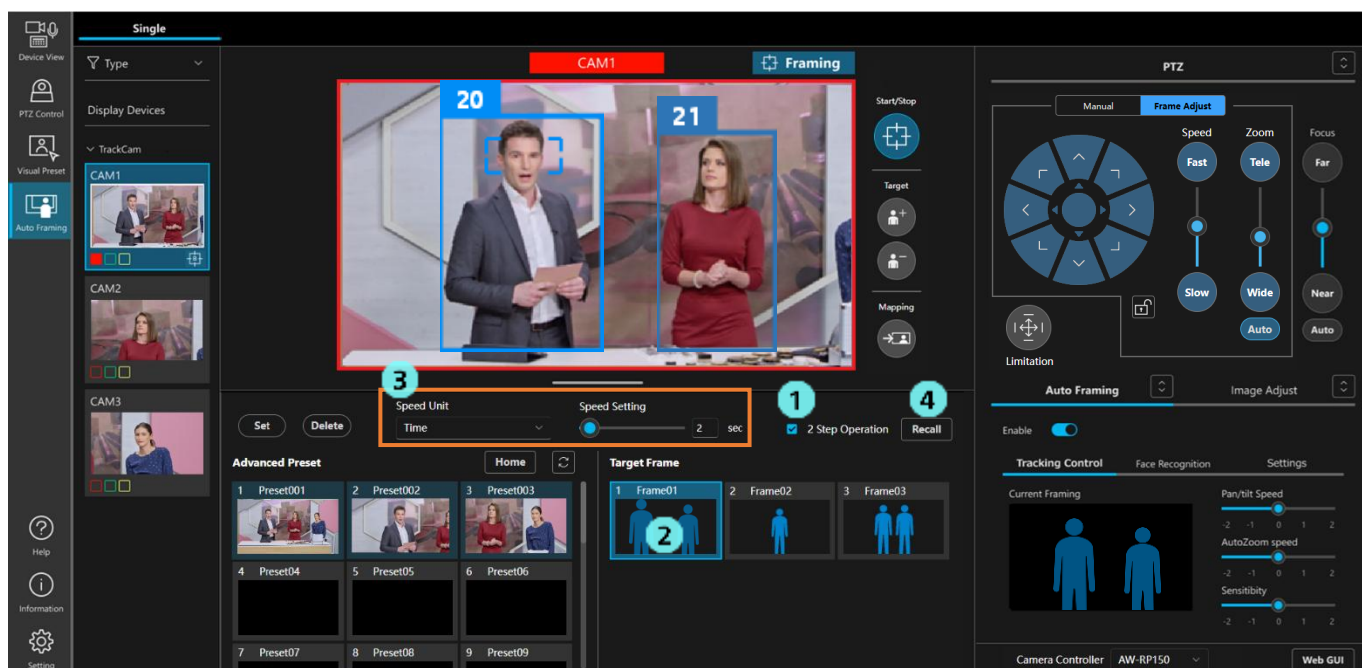 Device View
PTZ Control
Visual Preset
Auto Framing
Help
Information
Setting
Single
Type
Display Devices
TrackCam
CAM1
CAM2
CAM3
CAM1
Framing
20
21
Start/Stop
Target
Mapping
3
Set
Delete
Speed Unit
Time
Speed Setting
2 sec
1
2 Step Operation
4
Recall
Advanced Preset
Home
1 Preset001
2 Preset002
3 Preset003
4 Preset04
5 Preset05
6 Preset06
7 Preset07
8 Preset08
9 Preset09
Target Frame
1 Frame01
2
2 Frame02
3 Frame03
PTZ
Manual
Frame Adjust
Speed
Zoom
Focus
Fast
Tele
Far
Slow
Wide
Near
Auto
Auto
Limitation
Auto Framing
Image Adjust
Enable
Tracking Control
Face Recognition
Settings
Current Framing
Pan/tilt Speed
-2 -1 0 1 2
AutoZoom speed
-2 -1 0 1 2
Sensitibity
-2 -1 0 1 2
Camera Controller
AW-RP150
Web GUI